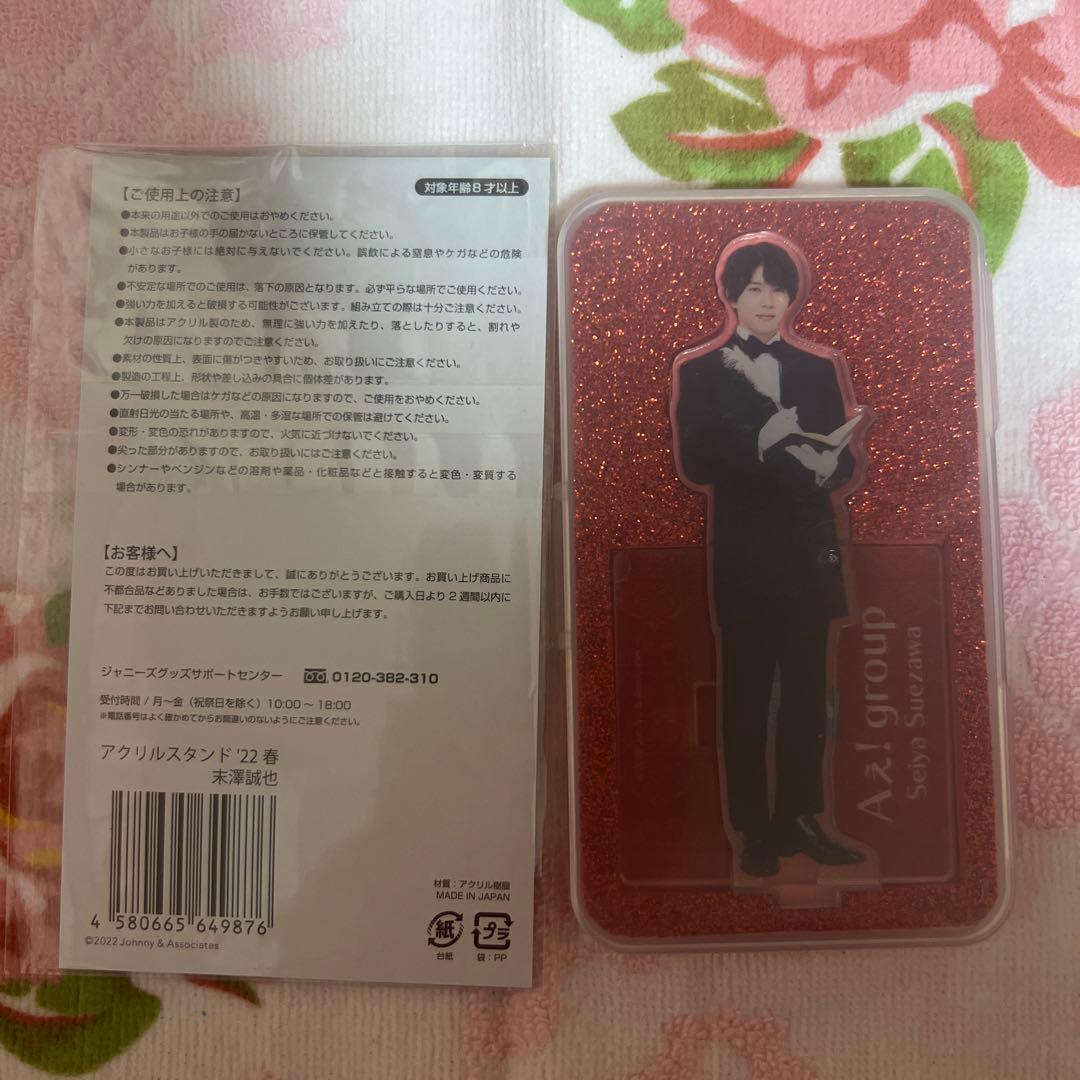 【ご使用上の注意】
対象年齢8才以上
●本来の用途以外でのご使用はおやめください。
●本製品はお子様の手の届かないところに保管してください。
●小さなお子様には絶対に与えないでください。誤飲による窒息やケガなどの危険
があります。
●不安定な場所でのご使用は、落下の原因となります。必ず平らな場所でご使用ください。
●強い力を加えると破損する可能性がございます。組み立ての際は十分ご注意ください。
●本製品はアクリル製のため、無理に強い力を加えたり、落としたりすると、割れや
欠けの原因になりますのでご注意ください。
●素材の性質上、表面に傷がつきやすいため、お取り扱いにご注意ください。
●製造の工程上、形状や差し込みの具合に個体差があります。
●万一破損した場合はケガなどの原因になりますので、ご使用をおやめください。
●直射日光の当たる場所や、高温・多湿な場所での保管は避けてください。
●変形・変色の恐れがありますので、火気に近づけないでください。
●尖った部分がありますので、お取り扱いにはご注意ください。
●シンナーやベンジンなどの溶剤や薬品・化粧品などと接触すると変色・変質する
場合があります。
【お客様へ】
この度はお買い上げいただきまして、誠にありがとうございます。お買い上げ商品に
不都合品などありました場合は、お手数ではございますが、ご購入日より2週間以内に
下記までお問い合わせいただきますようお願い申し上げます。
ジャニーズグッズサポートセンター 0120-382-310
受付時間 / 月〜金（祝祭日を除く）10:00〜18:00
※電話番号はよく確かめてからお間違いのないようにご注意ください。
アクリルスタンド '22 春
末澤誠也
4 580665 649876
©2022 Johnny & Associates
材質：アクリル樹脂
MADE IN JAPAN
紙
台紙
プラ
袋：PP
Aぇ! group
Seiya Suezawa